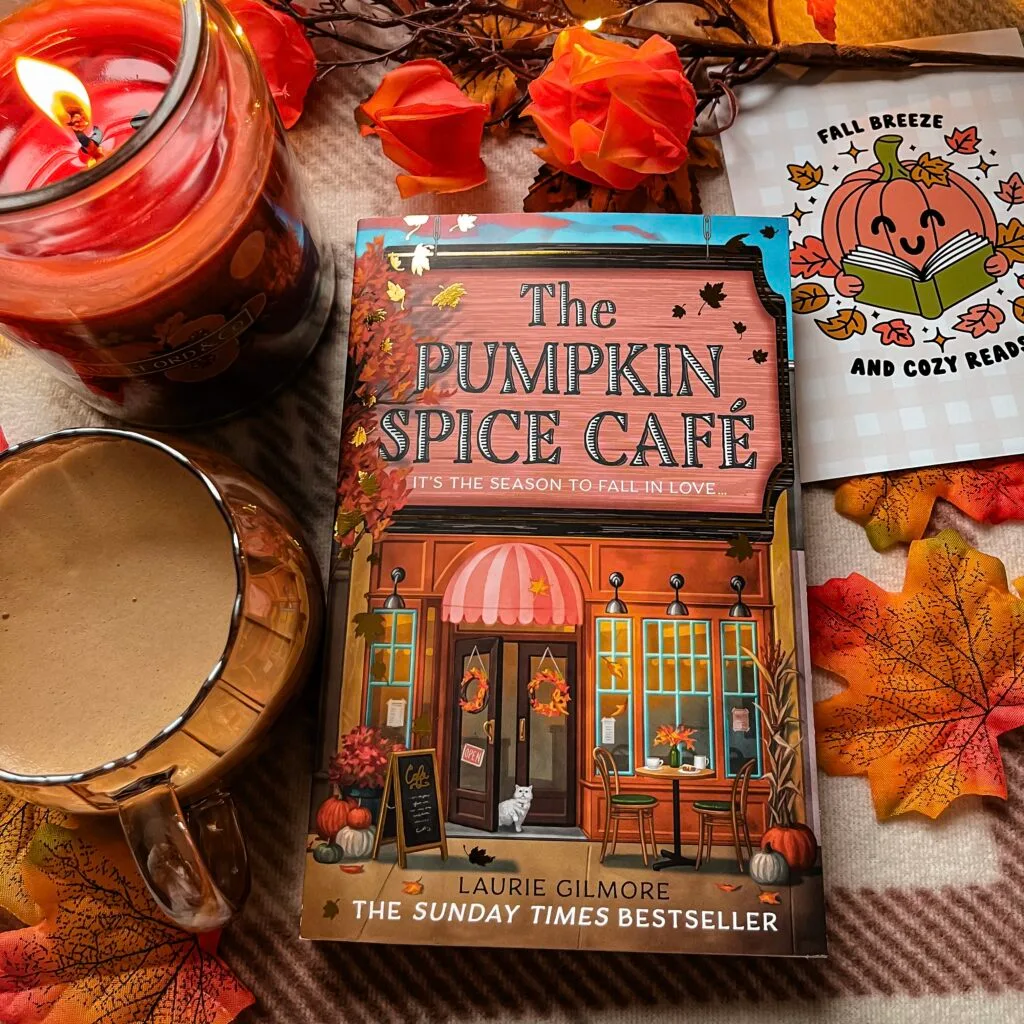 FALL BREEZE
AND COZY READS
The
PUMPKIN
SPICE CAFÉ
IT'S THE SEASON TO FALL IN LOVE...
OPEN
Café
LAURIE GILMORE
THE SUNDAY TIMES BESTSELLER